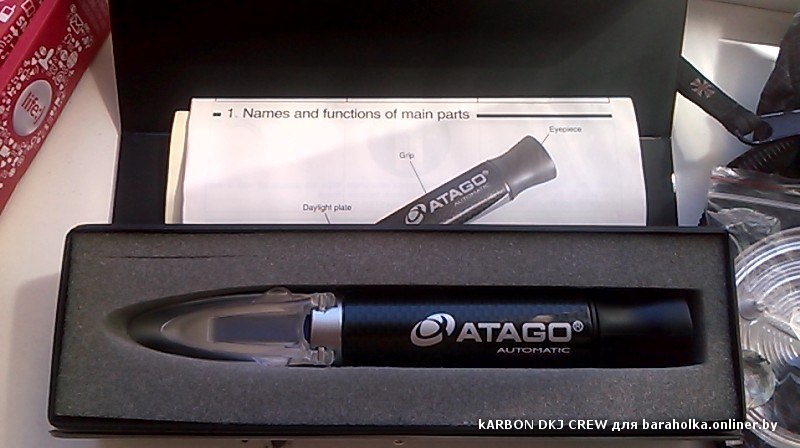 life:)
1. Names and functions of main parts
Eyepiece
Grip
ATAGO®
AUTOMATIC
Daylight plate
ATAGO®
AUTOMATIC
kARBON DKJ CREW для baraholka.onliner.by